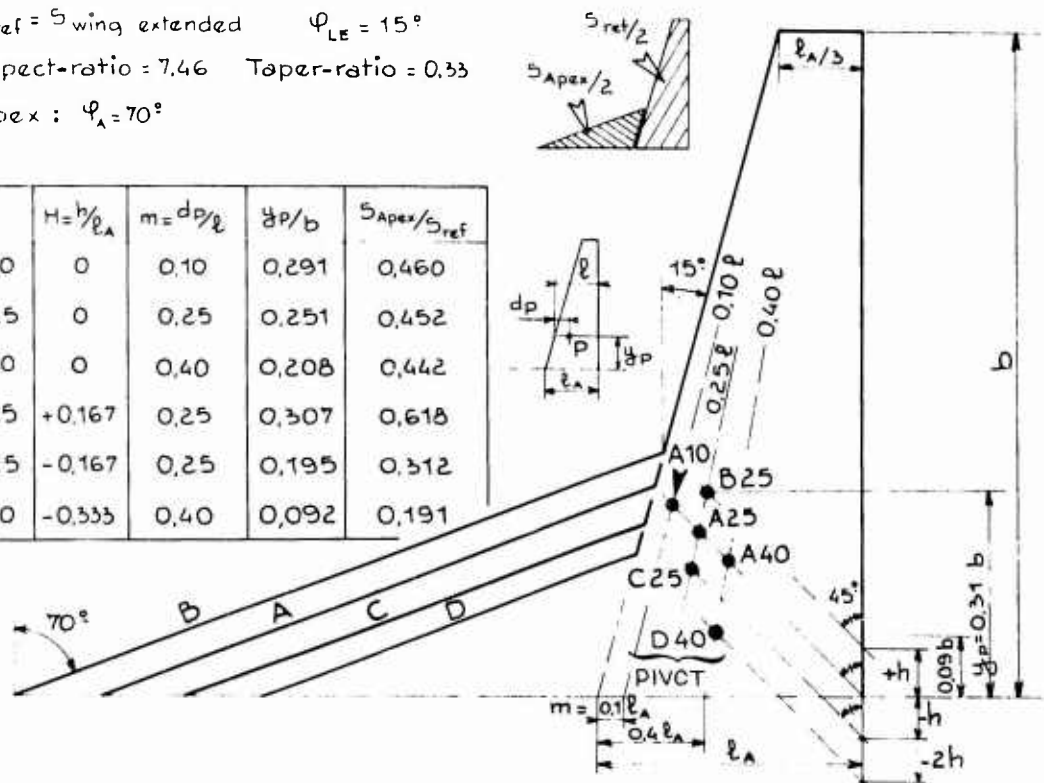 ref = S wing extended φLE = 15°
pect-ratio = 7,46 Taper-ratio = 0,33
pex : φA = 70°
Sref/2
SApex/2
H = h/ℓA m = dp/ℓ yp/b SApex/Sref
0 0 0,10 0,291 0,460
5 0 0,25 0,251 0,452
0 0 0,40 0,208 0,442
5 +0,167 0,25 0,307 0,618
5 -0,167 0,25 0,195 0,312
0 -0,333 0,40 0,092 0,191
ℓA/3
ℓ
dp
P
yp
ℓA
15°
0,10 ℓ
0,25 ℓ
0,40 ℓ
b
A10
B25
A25
A40
C25
D40
PIVOT
B
A
C
D
70°
45°
yp=0,31 b
0,09b
+h
-h
-2h
m = 0,1 ℓA
0,4 ℓA
ℓA